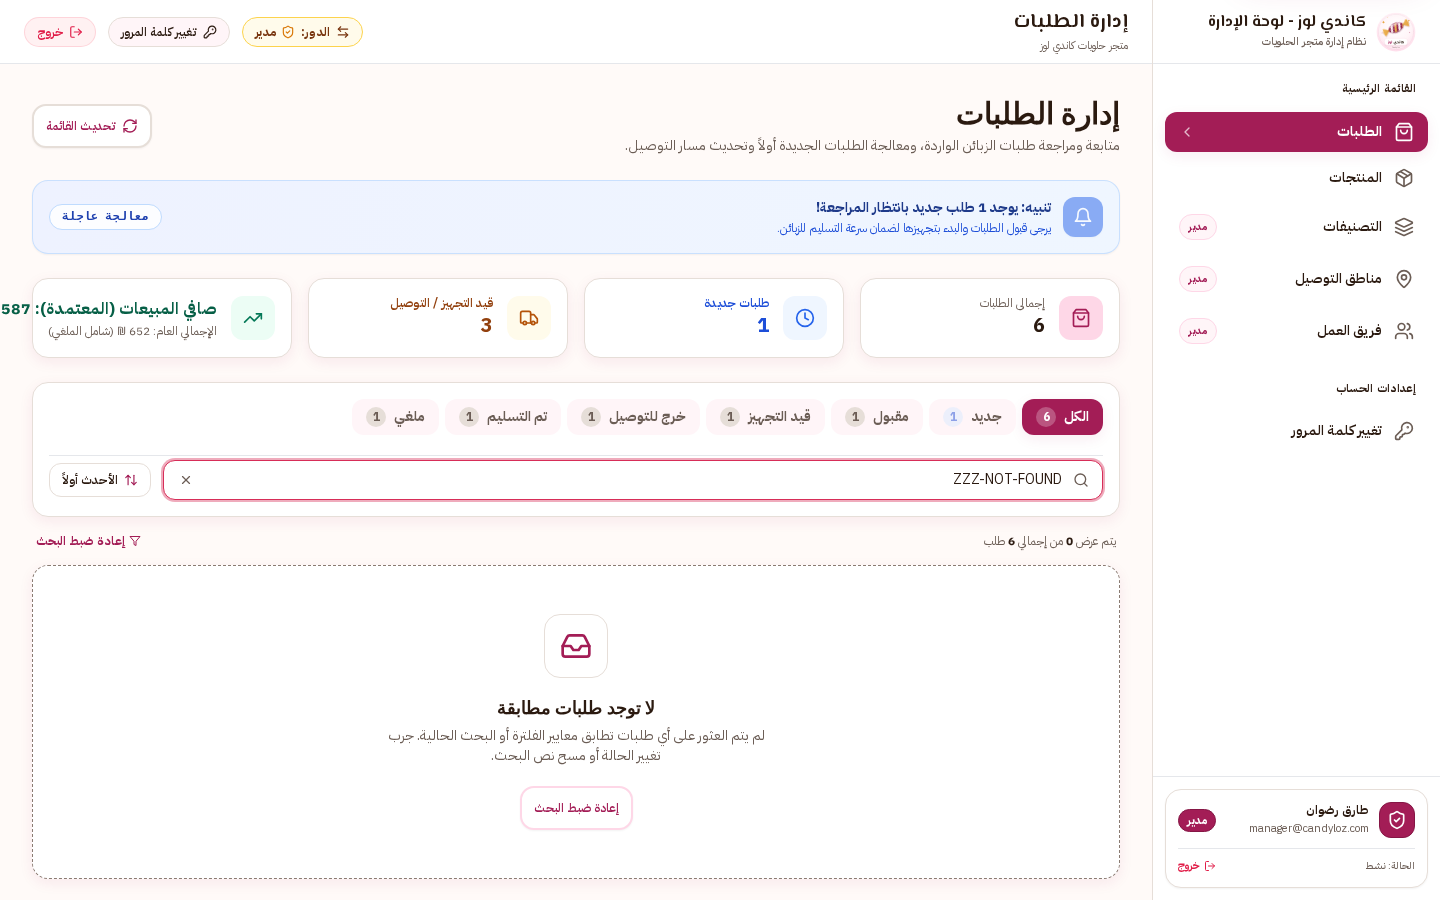 كاندي لوز - لوحة الإدارة
نظام إدارة متجر الحلويات
القائمة الرئيسية
الطلبات
المنتجات
التصنيفات
مدير
مناطق التوصيل
مدير
فريق العمل
مدير
إعدادات الحساب
تغيير كلمة المرور
طارق رضوان
manager@candyloz.com
مدير
الحالة: نشط
خروج
إدارة الطلبات
متجر حلويات كاندي لوز
الدور: مدير
تغيير كلمة المرور
خروج
إدارة الطلبات
متابعة ومراجعة طلبات الزبائن الواردة، ومعالجة الطلبات الجديدة أولاً وتحديث مسار التوصيل.
تحديث القائمة
تنبيه: يوجد 1 طلب جديد بانتظار المراجعة!
يرجى قبول الطلبات والبدء بتجهيزها لضمان سرعة التسليم للزبائن.
معالجة عاجلة
إجمالي الطلبات
6
طلبات جديدة
1
قيد التجهيز / التوصيل
3
صافي المبيعات (المعتمدة): 587
الإجمالي العام: 652 ₪ (شامل الملغي)
الكل 6
جديد 1
مقبول 1
قيد التجهيز 1
خرج للتوصيل 1
تم التسليم 1
ملغي 1
ZZZ-NOT-FOUND
الأحدث أولاً
يتم عرض 0 من إجمالي 6 طلب
إعادة ضبط البحث
لا توجد طلبات مطابقة
لم يتم العثور على أي طلبات تطابق معايير الفلترة أو البحث الحالية. جرب
تغيير الحالة أو مسح نص البحث.
إعادة ضبط البحث